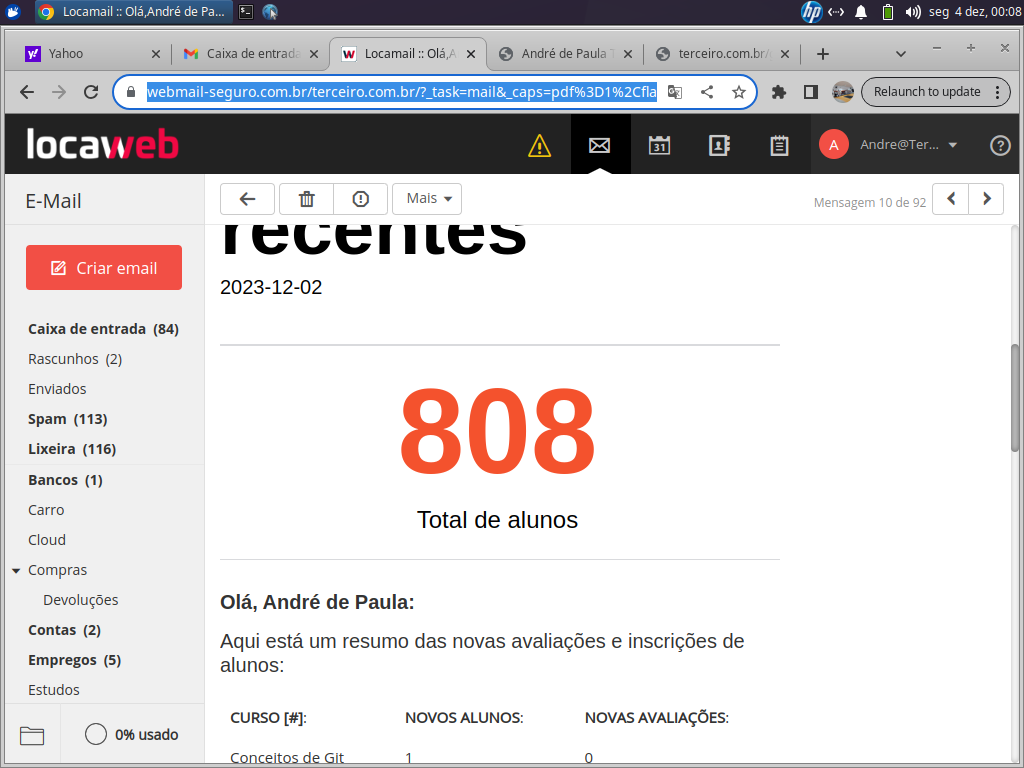 Locamail :: Olá,André de Pa...
hp
seg 4 dez, 00:08
Yahoo
Caixa de entrada
Locamail :: Olá,A
André de Paula T
terceiro.com.br/
webmail-seguro.com.br/terceiro.com.br/?_task=mail&_caps=pdf%3D1%2Cfla
Relaunch to update
locaweb
31
A
Andre@Ter...
E-Mail
Mais
Mensagem 10 de 92
Criar email
Caixa de entrada (84)
Rascunhos (2)
Enviados
Spam (113)
Lixeira (116)
Bancos (1)
Carro
Cloud
Compras
Devoluções
Contas (2)
Empregos (5)
Estudos
0% usado
recentes
2023-12-02
808
Total de alunos
Olá, André de Paula:
Aqui está um resumo das novas avaliações e inscrições de
alunos:
CURSO [#]: NOVOS ALUNOS: NOVAS AVALIAÇÕES:
Conceitos de Git 1 0